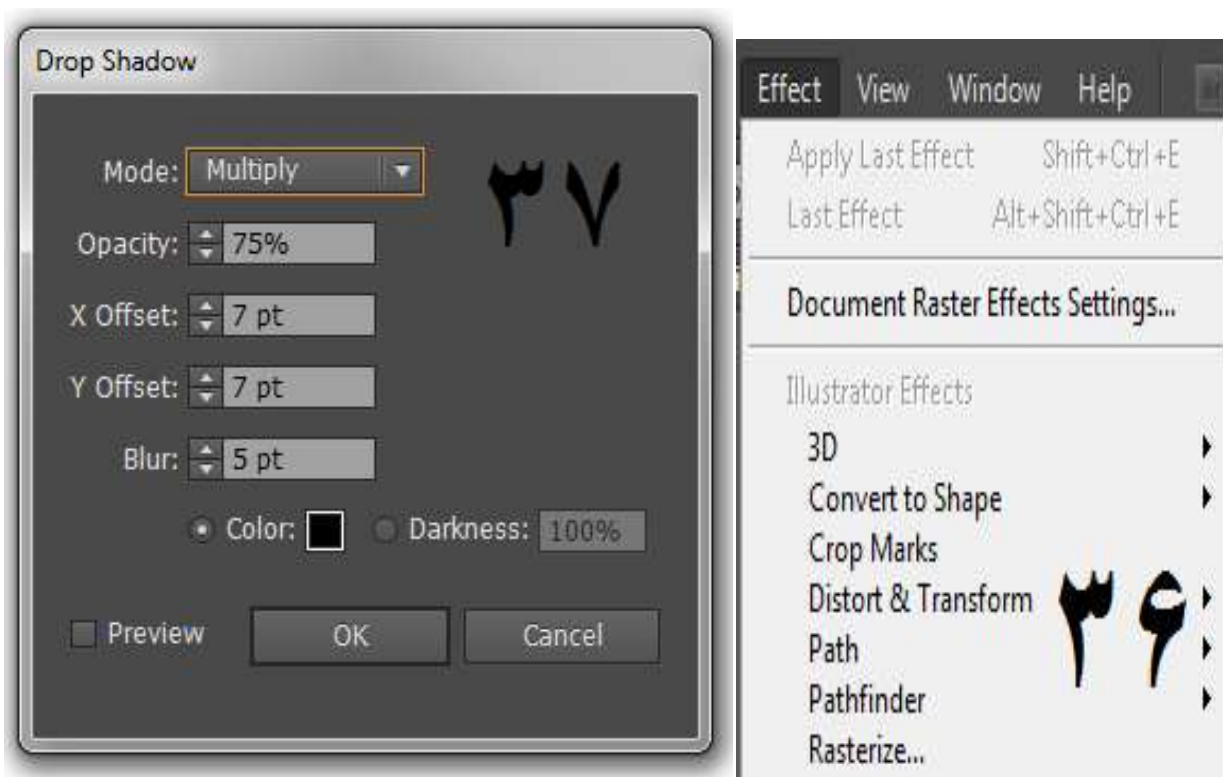 Drop Shadow
Mode: Multiply
۳۷
Opacity: 75%
X Offset: 7 pt
Y Offset: 7 pt
Blur: 5 pt
Color: Darkness: 100%
Preview OK Cancel
Effect View Window Help
Apply Last Effect Shift+Ctrl+E
Last Effect Alt+Shift+Ctrl+E
Document Raster Effects Settings...
Illustrator Effects
3D
Convert to Shape
Crop Marks
Distort & Transform
۳۶
Path
Pathfinder
Rasterize...